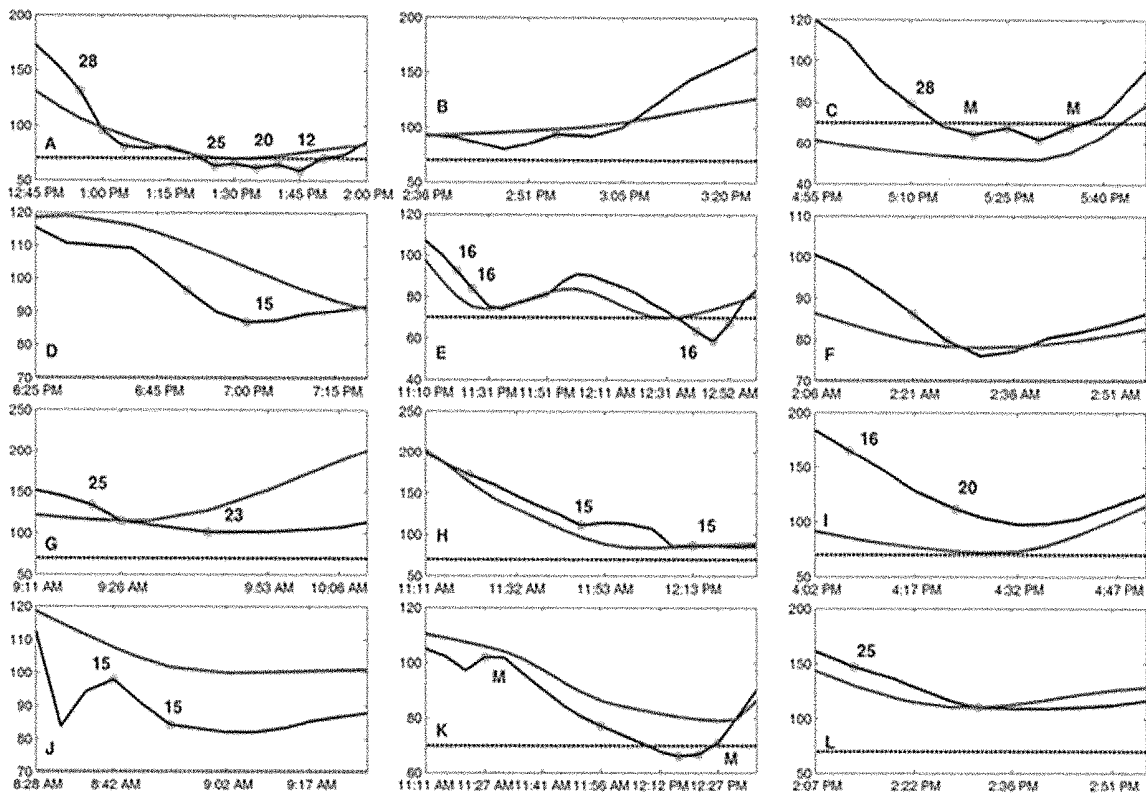 200
150
100
50
28
25
20
12
A
12:45 PM
1:00 PM
1:15 PM
1:30 PM
1:45 PM
2:00 PM
200
150
100
50
B
2:36 PM
2:51 PM
3:05 PM
3:20 PM
120
100
80
60
40
C
28
M
M
4:55 PM
5:10 PM
5:25 PM
5:40 PM
120
110
100
90
80
70
15
D
6:25 PM
6:45 PM
7:00 PM
7:15 PM
120
100
80
60
40
16
16
16
E
11:10 PM
11:31 PM
11:51 PM
12:11 AM
12:31 AM
12:52 AM
110
100
90
80
70
F
2:06 AM
2:21 AM
2:36 AM
2:51 AM
250
200
150
100
50
25
23
G
9:11 AM
9:26 AM
9:53 AM
10:06 AM
250
200
150
100
50
15
15
H
11:11 AM
11:32 AM
11:53 AM
12:13 PM
200
150
100
50
16
20
I
4:02 PM
4:17 PM
4:32 PM
4:47 PM
120
110
100
90
80
70
15
15
J
8:28 AM
8:42 AM
9:02 AM
9:17 AM
120
100
80
60
M
M
K
11:11 AM
11:27 AM
11:41 AM
11:56 AM
12:12 PM
12:27 PM
200
150
100
50
25
L
2:07 PM
2:22 PM
2:36 PM
2:51 PM